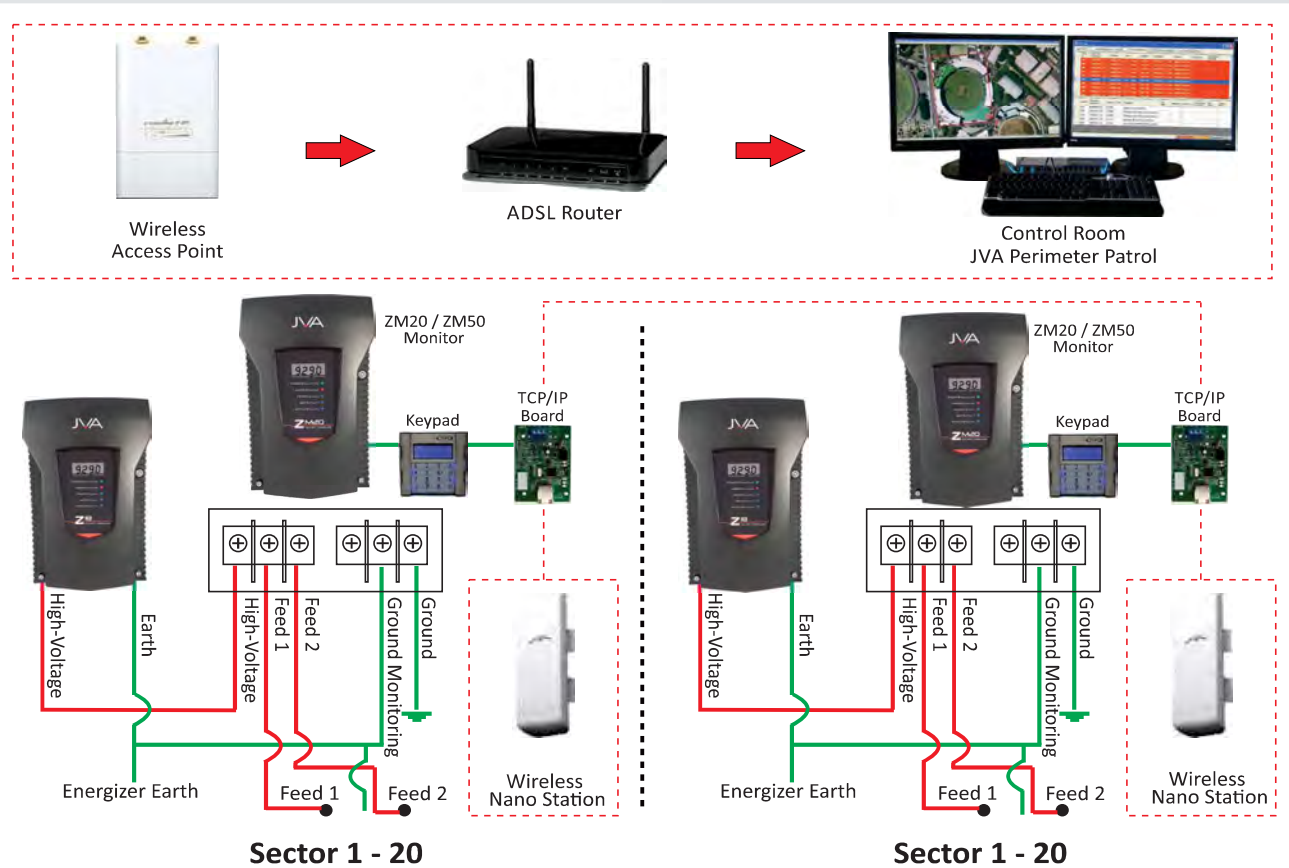 Wireless
Access Point
ADSL Router
Control Room
JVA Perimeter Patrol
JVA
9290
ZM20
ZM20 / ZM50
Monitor
Keypad
TCP/IP
Board
JVA
9290
High-Voltage
Earth
High-Voltage
Feed 1
Feed 2
Ground Monitoring
Ground
Energizer Earth
Feed 1
Feed 2
Wireless
Nano Station
Sector 1 - 20
JVA
9290
ZM20
ZM20 / ZM50
Monitor
Keypad
TCP/IP
Board
JVA
9290
High-Voltage
Earth
High-Voltage
Feed 1
Feed 2
Ground Monitoring
Ground
Energizer Earth
Feed 1
Feed 2
Wireless
Nano Station
Sector 1 - 20